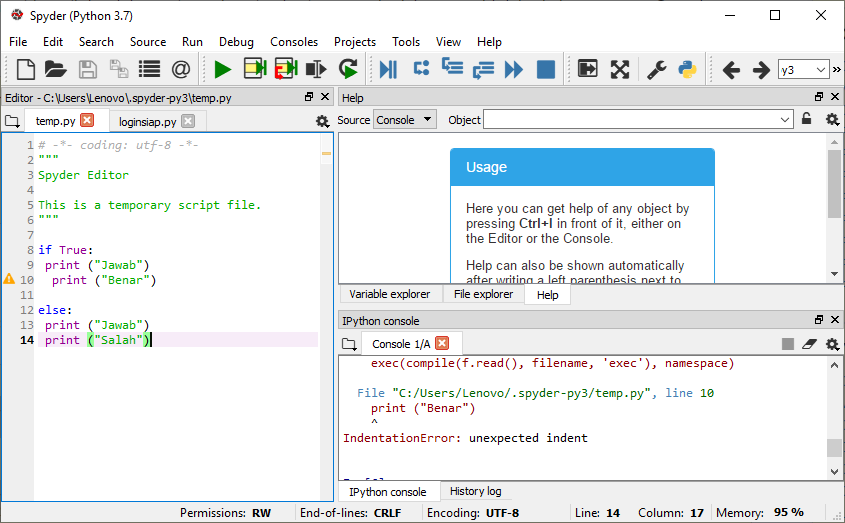 Spyder (Python 3.7)
File Edit Search Source Run Debug Consoles Projects Tools View Help
y3
Editor - C:\Users\Lenovo\.spyder-py3\temp.py
temp.py loginsiap.py
1 # -*- coding: utf-8 -*-
2 """
3 Spyder Editor
4
5 This is a temporary script file.
6 """
7
8 if True:
9  print ("Jawab")
10   print ("Benar")
11
12 else:
13  print ("Jawab")
14  print ("Salah")
Help
Source Console Object
Usage
Here you can get help of any object by
pressing Ctrl+I in front of it, either on
the Editor or the Console.
Help can also be shown automatically
after writing a left parenthesis next to
Variable explorer File explorer Help
IPython console
Console 1/A
exec(compile(f.read(), filename, 'exec'), namespace)
File "C:/Users/Lenovo/.spyder-py3/temp.py", line 10
print ("Benar")
^
IndentationError: unexpected indent
IPython console History log
Permissions: RW End-of-lines: CRLF Encoding: UTF-8 Line: 14 Column: 17 Memory: 95 %